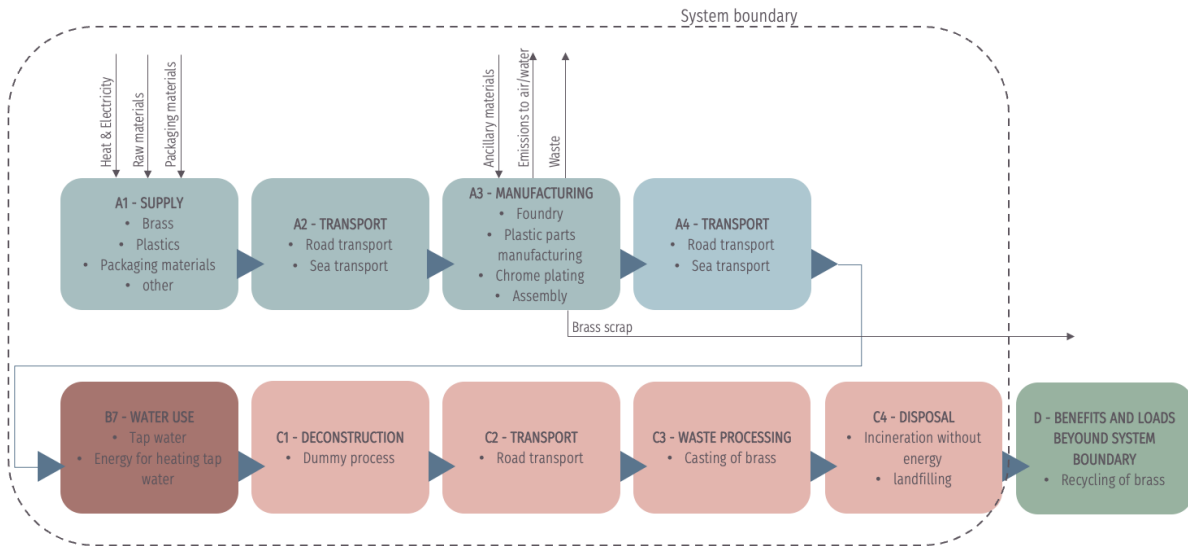 System boundary
Heat & Electricity
Raw materials
Packaging materials
Ancillary materials
Emissions to air/water
Waste
A1 - SUPPLY
• Brass
• Plastics
• Packaging materials
• other
A2 - TRANSPORT
• Road transport
• Sea transport
A3 - MANUFACTURING
• Foundry
• Plastic parts
manufacturing
• Chrome plating
• Assembly
A4 - TRANSPORT
• Road transport
• Sea transport
Brass scrap
B7 - WATER USE
• Tap water
• Energy for heating tap
water
C1 - DECONSTRUCTION
• Dummy process
C2 - TRANSPORT
• Road transport
C3 - WASTE PROCESSING
• Casting of brass
C4 - DISPOSAL
• Incineration without
energy
• landfilling
D - BENEFITS AND LOADS
BEYOUND SYSTEM
BOUNDARY
• Recycling of brass